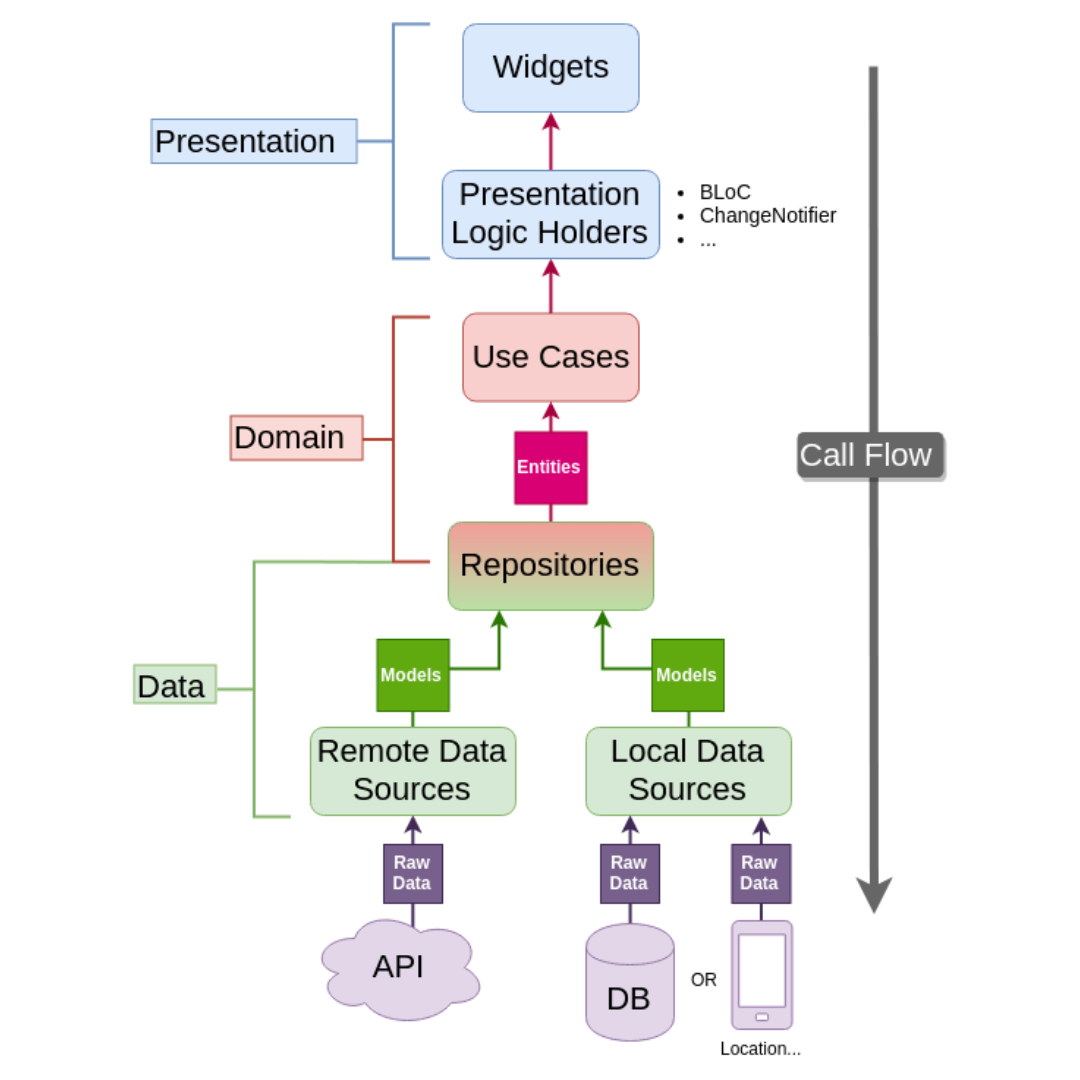 Widgets
Presentation
Presentation
Logic Holders
• BLoC
• ChangeNotifier
• ...
Use Cases
Domain
Entities
Call Flow
Repositories
Data
Models
Models
Remote Data
Sources
Local Data
Sources
Raw
Data
Raw
Data
Raw
Data
API
DB
OR
Location...